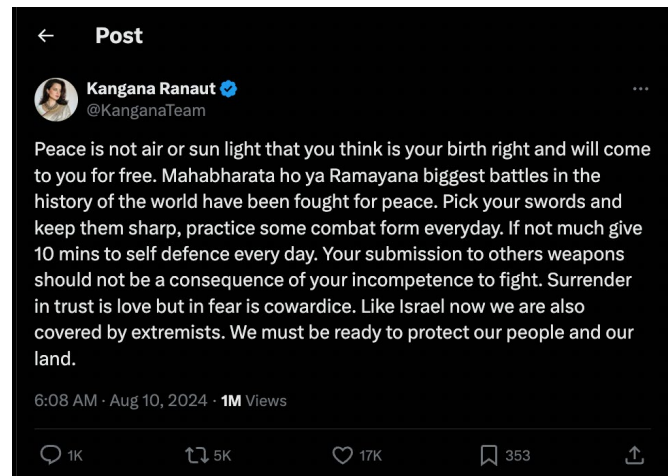 Post
Kangana Ranaut
@KanganaTeam
Peace is not air or sun light that you think is your birth right and will come
to you for free. Mahabharata ho ya Ramayana biggest battles in the
history of the world have been fought for peace. Pick your swords and
keep them sharp, practice some combat form everyday. If not much give
10 mins to self defence every day. Your submission to others weapons
should not be a consequence of your incompetence to fight. Surrender
in trust is love but in fear is cowardice. Like Israel now we are also
covered by extremists. We must be ready to protect our people and our
land.
6:08 AM · Aug 10, 2024 · 1M Views
1K 5K 17K 353